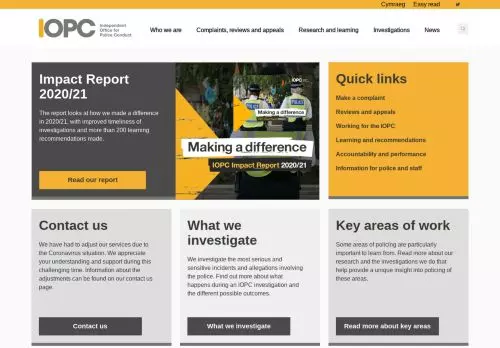 Cymraeg Easy read
IOPC
Independent
Office for
Police Conduct
Who we are Complaints, reviews and appeals Research and learning Investigations News
Impact Report
2020/21
The report looks at how we made a difference
in 2020/21, with improved timeliness of
investigations and more than 200 learning
recommendations made.
Read our report
IOPC
Making a difference
Making a difference
IOPC Impact Report 2020/21
Quick links
Make a complaint
Reviews and appeals
Working for the IOPC
Learning and recommendations
Accountability and performance
Information for police and staff
Contact us
We have had to adjust our services due to
the Coronavirus situation. We appreciate
your understanding and support during this
challenging time. Information about the
adjustments can be found on our contact us
page.
Contact us
What we
investigate
We investigate the most serious and
sensitive incidents and allegations involving
the police. Find out more about what
happens during an IOPC investigation and
the different possible outcomes.
What we investigate
Key areas of work
Some areas of policing are particularly
important to learn from. Read more about our
research and the investigations we do that
help provide a unique insight into policing of
these areas.
Read more about key areas